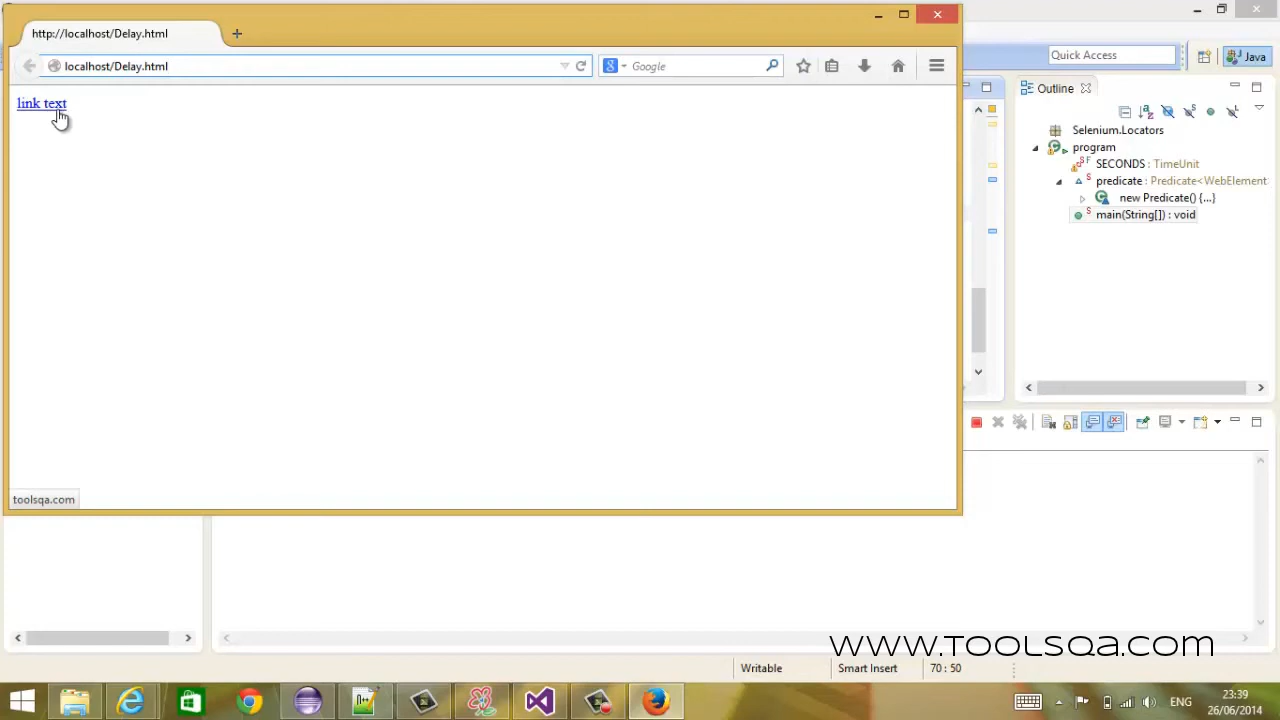 http://localhost/Delay.html
localhost/Delay.html
Google
link text
toolsqa.com
Quick Access
Java
Outline
Selenium.Locators
program
SECONDS : TimeUnit
predicate : Predicate<WebElement
new Predicate() {...}
main(String[]) : void
www.TOOLSQA.com
Writable
Smart Insert
70 : 50
ENG
23:39
26/06/2014